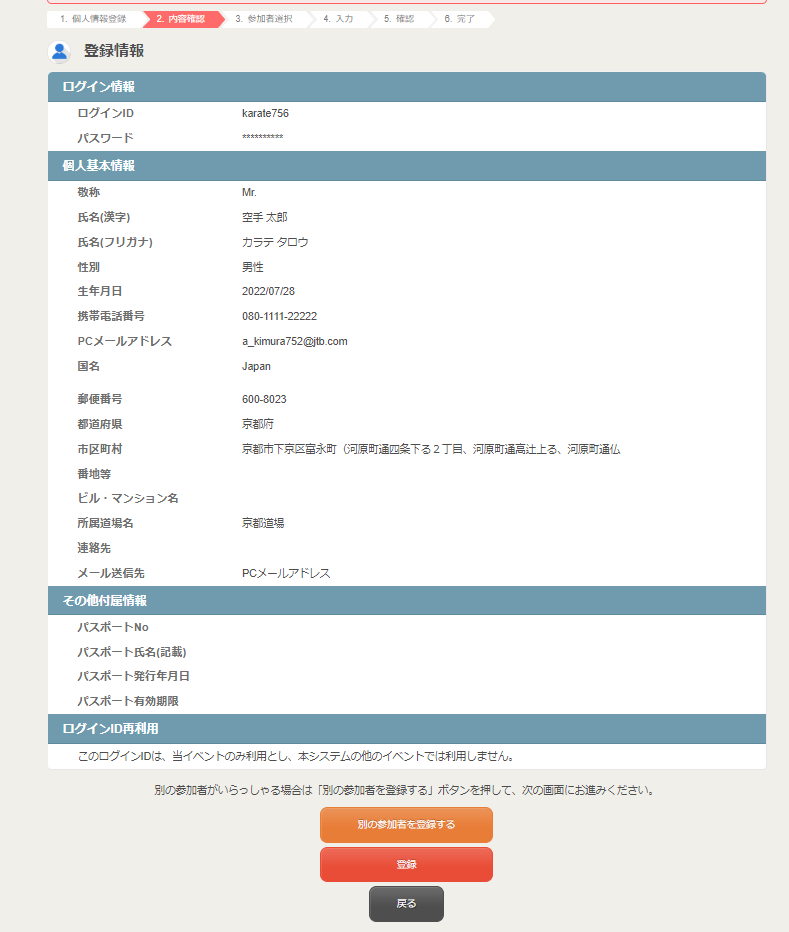 1. 個人情報登録 2. 内容確認 3. 参加者選択 4. 入力 5. 確認 6. 完了
登録情報
ログイン情報
ログインID karate756
パスワード **********
個人基本情報
敬称 Mr.
氏名(漢字) 空手 太郎
氏名(フリガナ) カラテ タロウ
性別 男性
生年月日 2022/07/28
携帯電話番号 080-1111-22222
PCメールアドレス a_kimura752@jtb.com
国名 Japan
郵便番号 600-8023
都道府県 京都府
市区町村 京都市下京区富永町（河原町通四条下る２丁目、河原町通高辻上る、河原町通仏
番地等
ビル・マンション名
所属道場名 京都道場
連絡先
メール送信先 PCメールアドレス
その他付属情報
パスポートNo
パスポート氏名(記載)
パスポート発行年月日
パスポート有効期限
ログインID再利用
このログインIDは、当イベントのみ利用とし、本システムの他のイベントでは利用しません。
別の参加者がいらっしゃる場合は「別の参加者を登録する」ボタンを押して、次の画面にお進みください。
別の参加者を登録する
登録
戻る